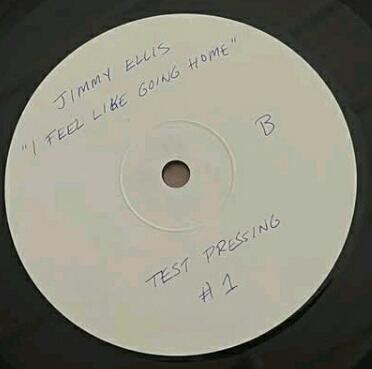 JIMMY ELLIS
"I FEEL LIKE GOING HOME"
B
TEST PRESSING
#1